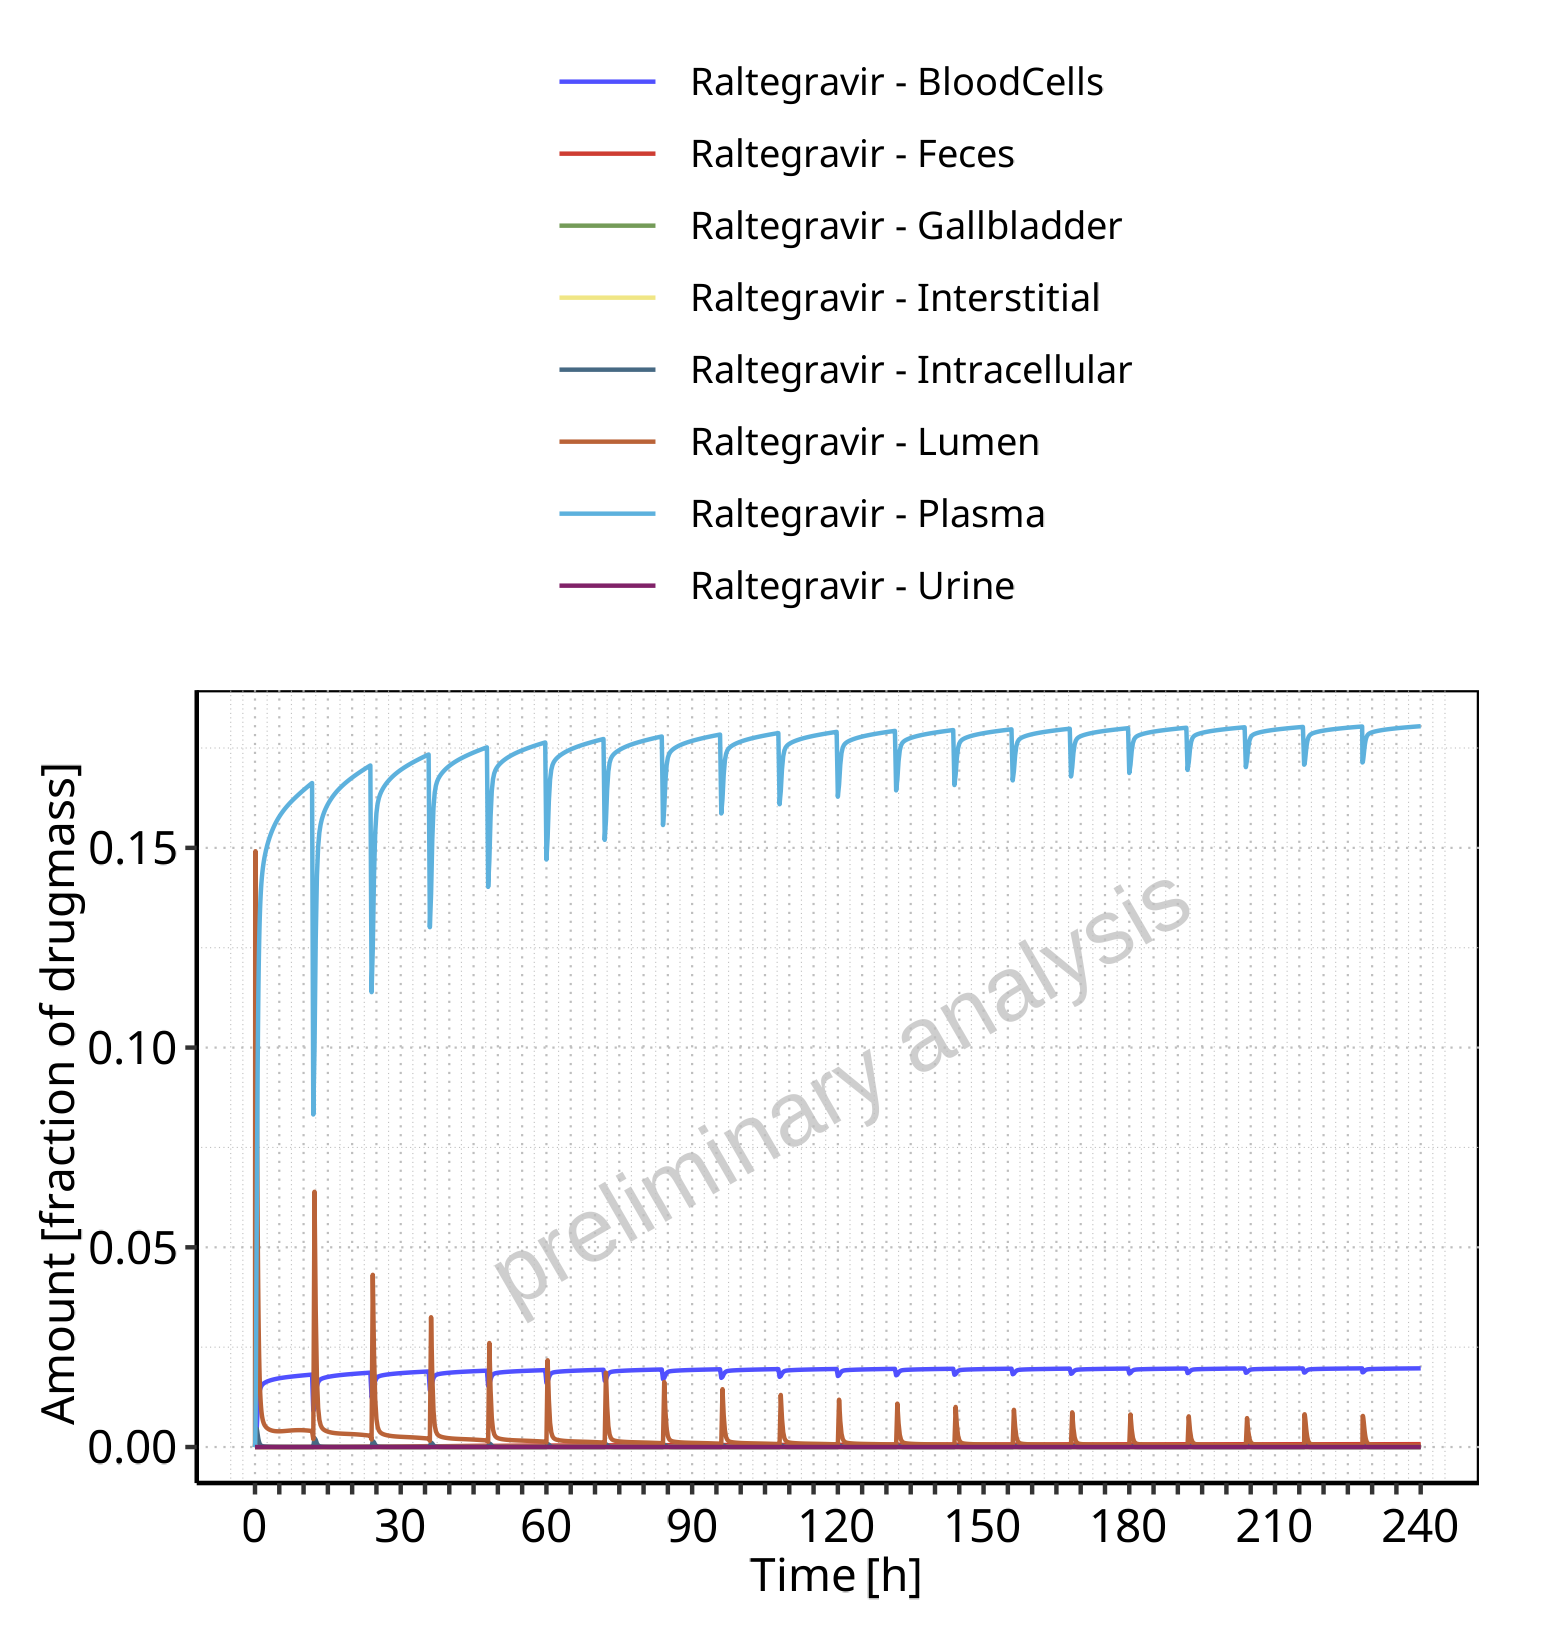 Raltegravir - BloodCells
Raltegravir - Feces
Raltegravir - Gallbladder
Raltegravir - Interstitial
Raltegravir - Intracellular
Raltegravir - Lumen
Raltegravir - Plasma
Raltegravir - Urine
Amount [fraction of drugmass]
0.15
0.10
0.05
0.00
preliminary analysis
0 30 60 90 120 150 180 210 240
Time [h]